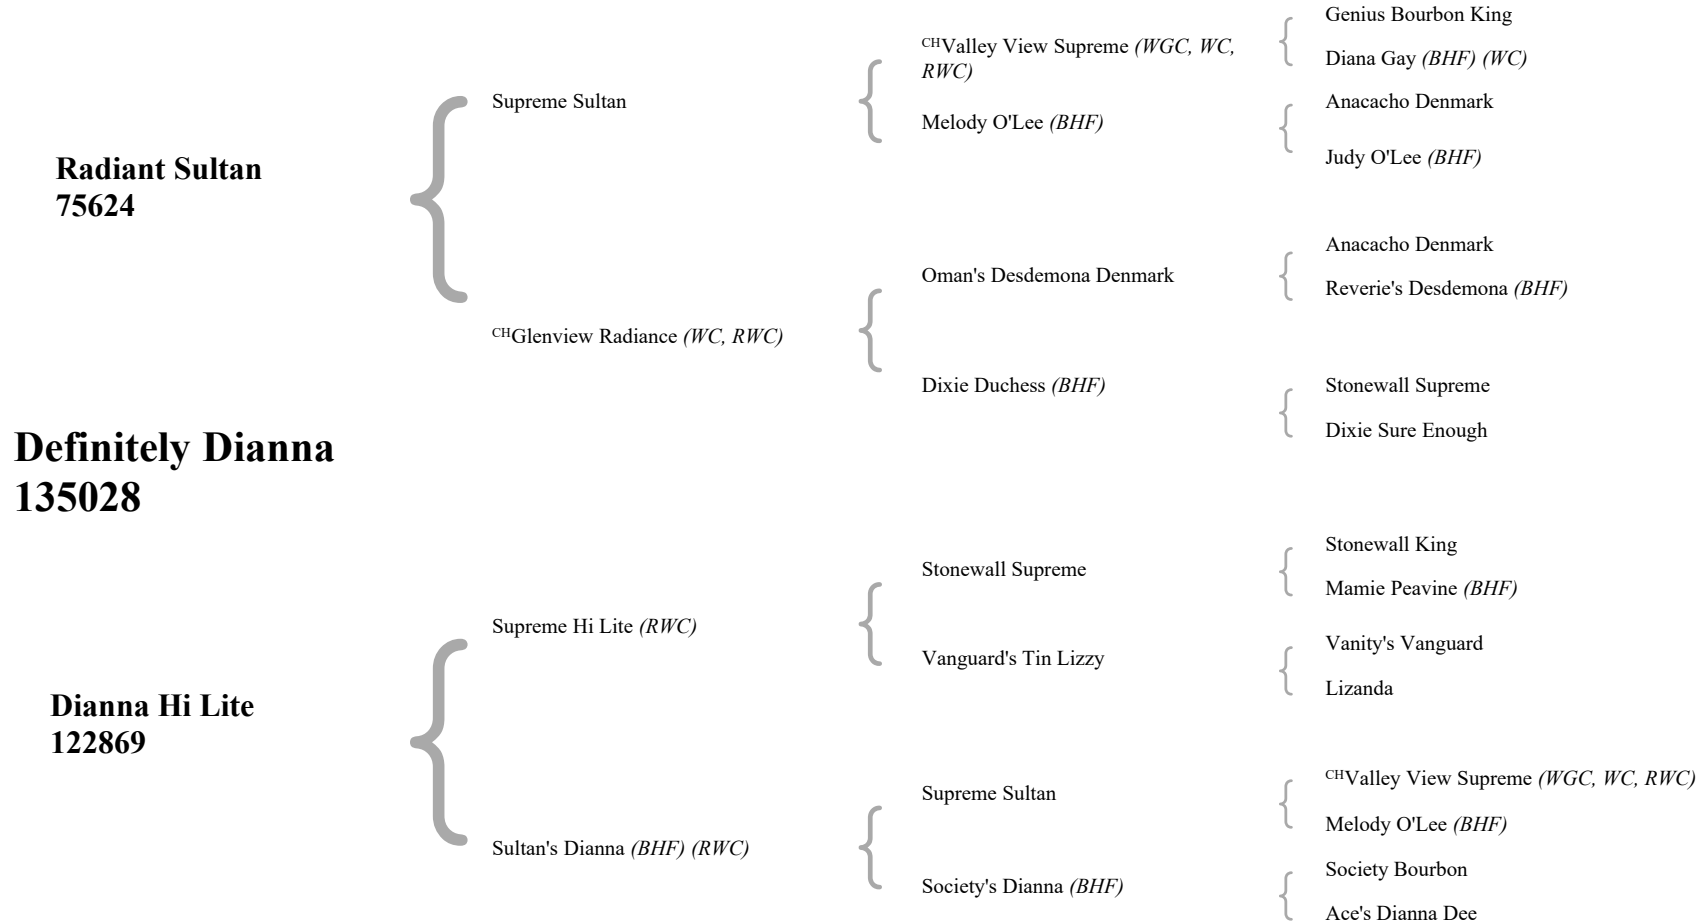 Genius Bourbon King
CHValley View Supreme (WGC, WC,
RWC)
Diana Gay (BHF) (WC)
Supreme Sultan
Anacacho Denmark
Melody O'Lee (BHF)
Judy O'Lee (BHF)
Radiant Sultan
75624
Anacacho Denmark
Oman's Desdemona Denmark
Reverie's Desdemona (BHF)
CHGlenview Radiance (WC, RWC)
Dixie Duchess (BHF)
Stonewall Supreme
Dixie Sure Enough
Definitely Dianna
135028
Stonewall King
Stonewall Supreme
Mamie Peavine (BHF)
Supreme Hi Lite (RWC)
Vanity's Vanguard
Vanguard's Tin Lizzy
Lizanda
Dianna Hi Lite
122869
CHValley View Supreme (WGC, WC, RWC)
Supreme Sultan
Melody O'Lee (BHF)
Sultan's Dianna (BHF) (RWC)
Society Bourbon
Society's Dianna (BHF)
Ace's Dianna Dee